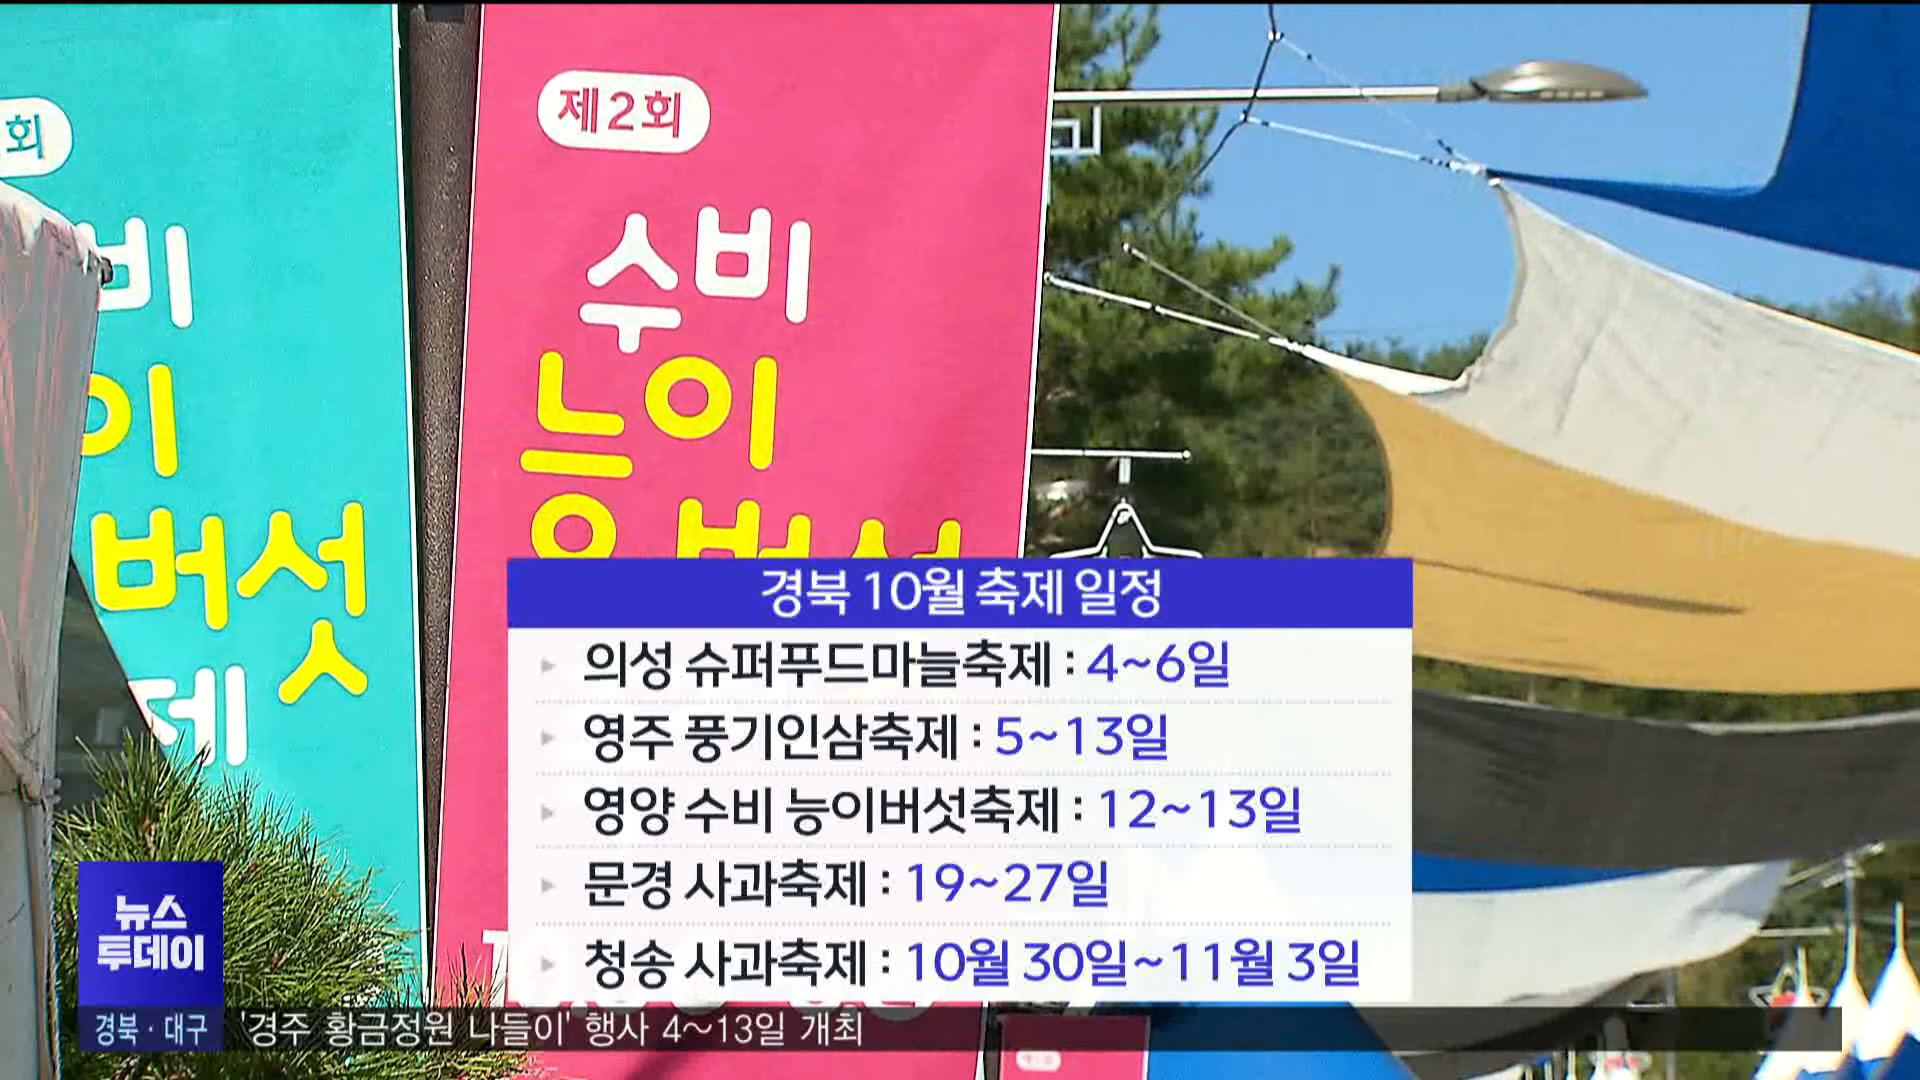 회
비
이
버섯
제
제2회
수비
능이
버섯
경북 10월 축제 일정
의성 슈퍼푸드마늘축제 : 4~6일
영주 풍기인삼축제 : 5~13일
영양 수비 능이버섯축제 : 12~13일
문경 사과축제 : 19~27일
청송 사과축제 : 10월 30일~11월 3일
뉴스
투데이
경북·대구 '경주 황금정원 나들이' 행사 4~13일 개최